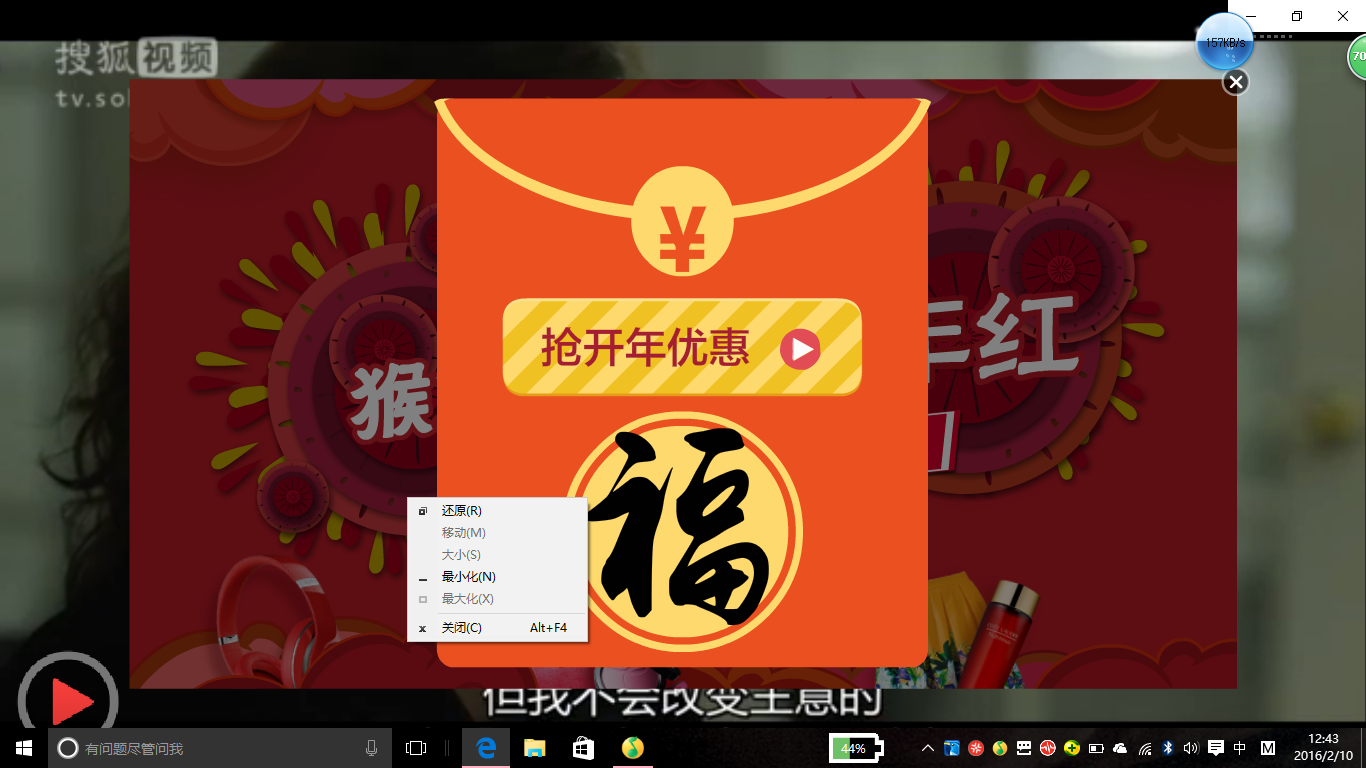 搜狐视频
tv.so
157KB/s
70
¥
抢开年优惠
猴
年红
福
还原(R)
移动(M)
大小(S)
最小化(N)
最大化(X)
关闭(C) Alt+F4
但我不会改变主意的
有问题尽管问我
44%
中
M
12:43
2016/2/10